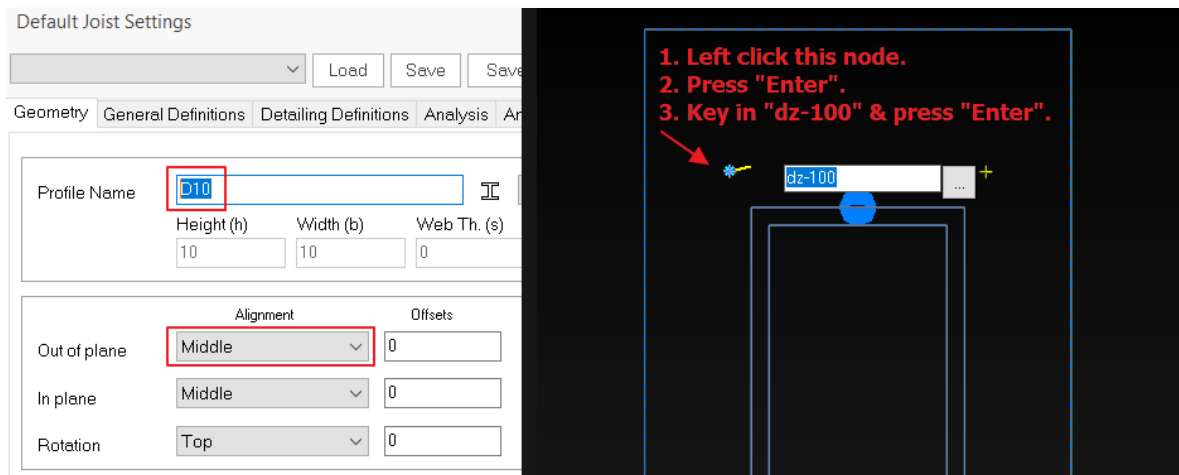 Default Joist Settings
Load Save Save
Geometry General Definitions Detailing Definitions Analysis Ar
Profile Name D10
Height (h) Width (b) Web Th. (s)
10 10 0
Alignment Offsets
Out of plane Middle 0
In plane Middle 0
Rotation Top 0
1. Left click this node.
2. Press "Enter".
3. Key in "dz-100" & press "Enter".
dz-100 ...